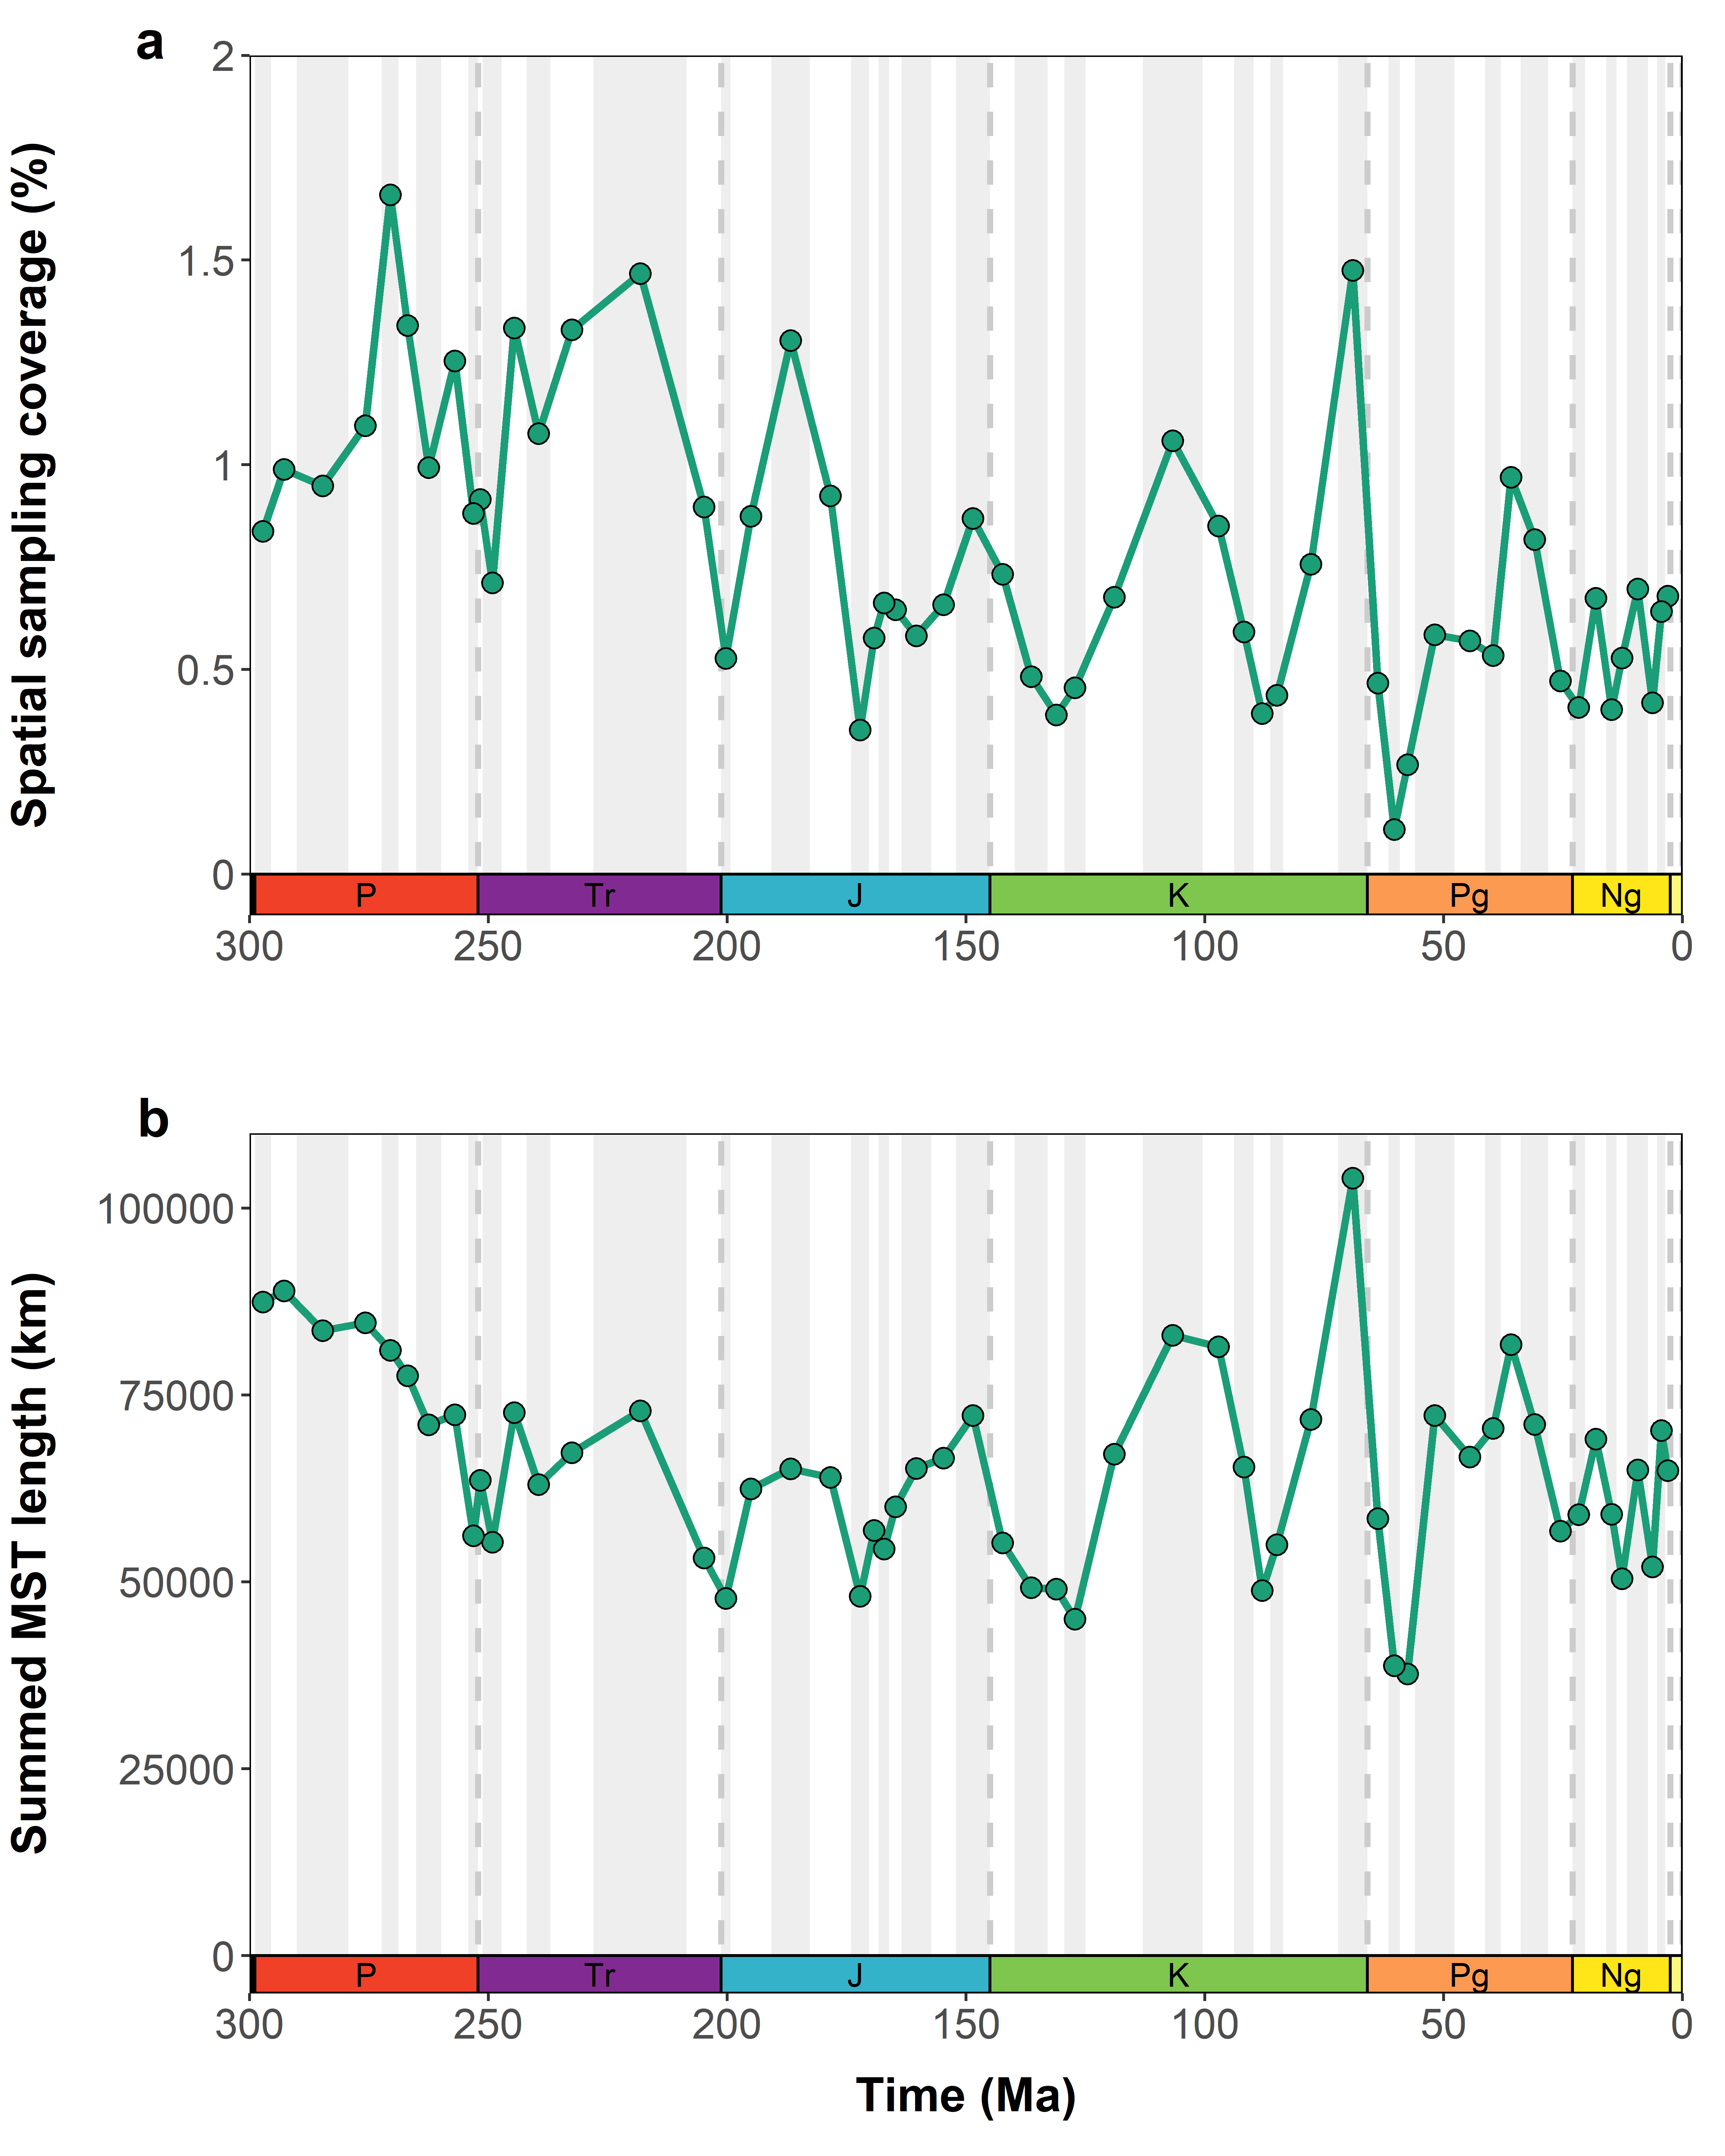 a
Spatial sampling coverage (%)
2
1.5
1
0.5
0
P Tr J K Pg Ng
300 250 200 150 100 50 0
b
Summed MST length (km)
100000
75000
50000
25000
0
P Tr J K Pg Ng
300 250 200 150 100 50 0
Time (Ma)